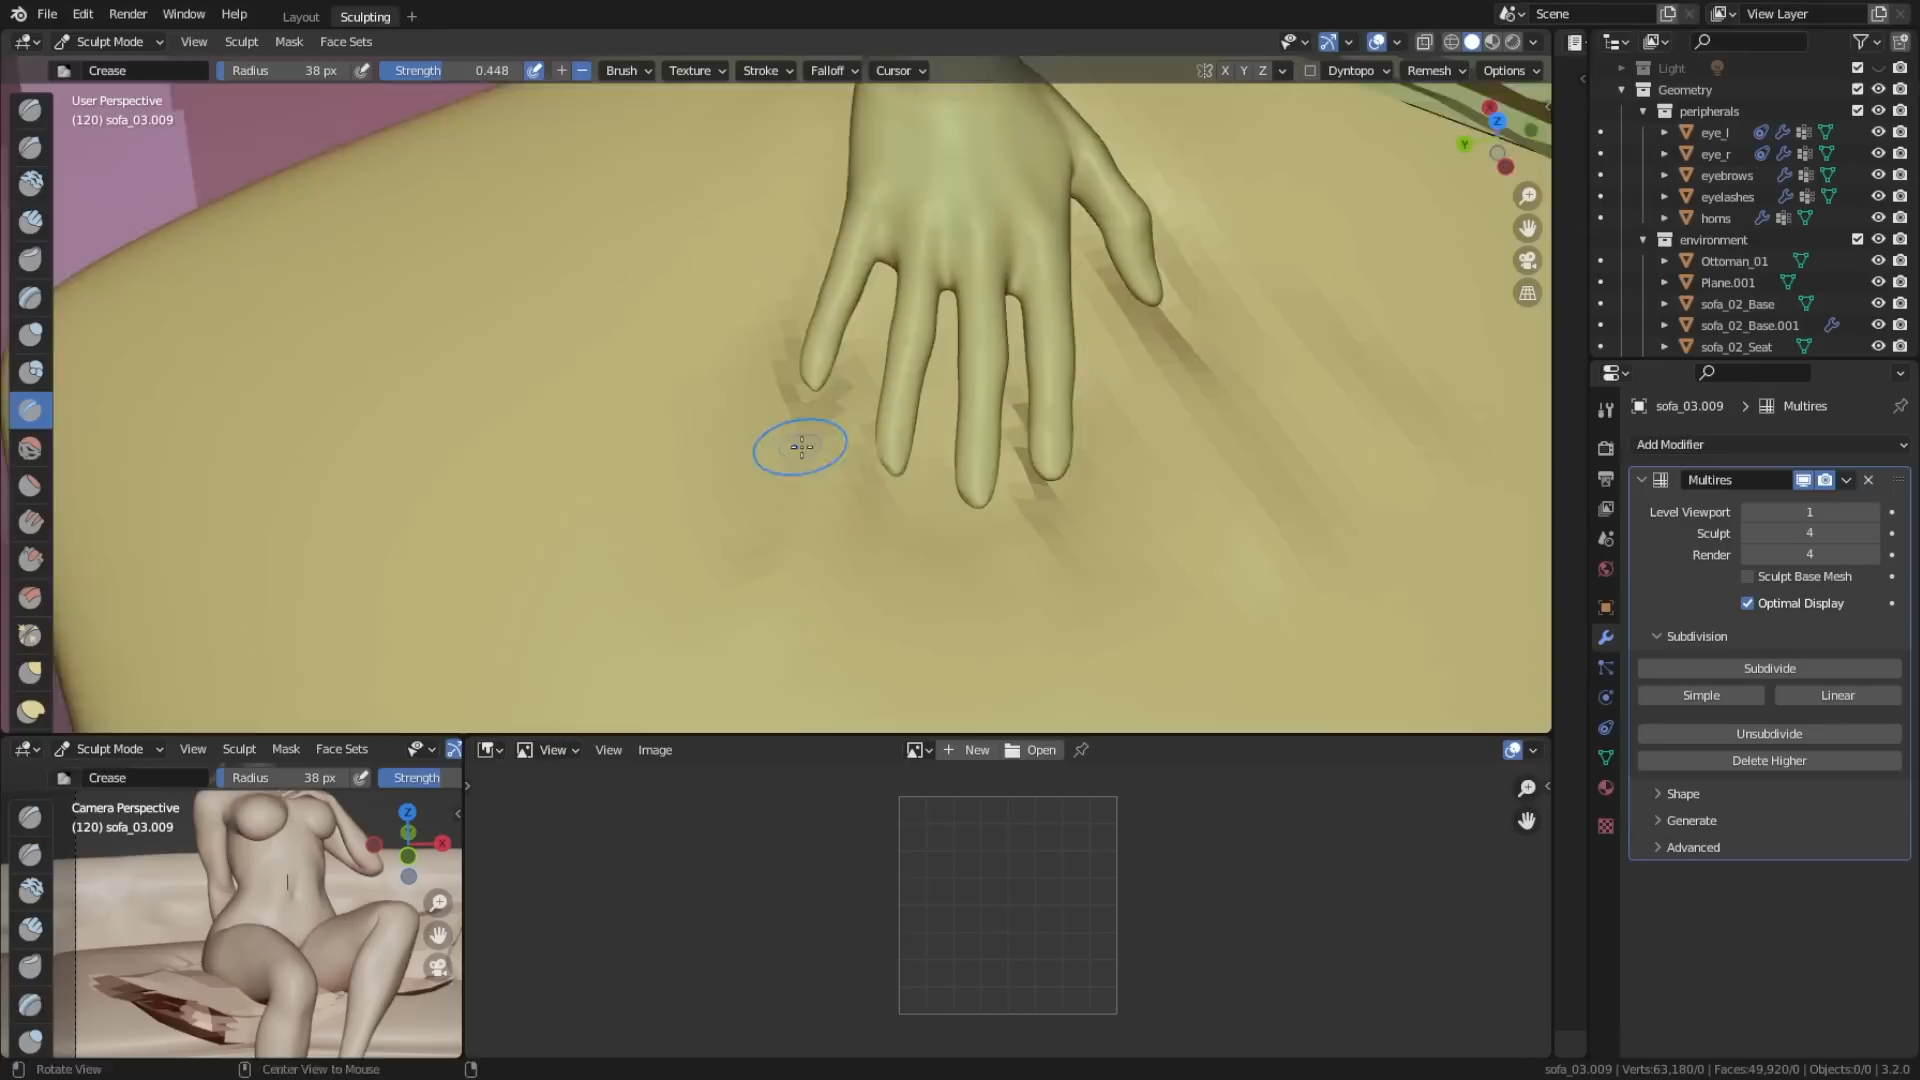 File Edit Render Window Help Layout Sculpting + Scene View Layer
Sculpt Mode View Sculpt Mask Face Sets
Crease Radius 38 px Strength 0.448 Brush Texture Stroke Falloff Cursor X Y Z Dyntopo Remesh Options
User Perspective
(120) sofa_03.009
Z
Y
Light
Geometry
peripherals
eye_l
eye_r
eyebrows
eyelashes
horns
environment
Ottoman_01
Plane.001
sofa_02_Base
sofa_02_Base.001
sofa_02_Seat
sofa_03.009 > Multires
Add Modifier
Multires
Level Viewport 1
Sculpt 4
Render 4
Sculpt Base Mesh
Optimal Display
Subdivision
Subdivide
Simple Linear
Unsubdivide
Delete Higher
Shape
Generate
Advanced
Sculpt Mode View Sculpt Mask Face Sets
Crease Radius 38 px Strength
Camera Perspective
(120) sofa_03.009
Z
X
View View Image + New Open
Rotate View Center View to Mouse
sofa_03.009 | Verts:63,180/0 | Faces:49,920/0 | Objects:0/0 | 3.2.0